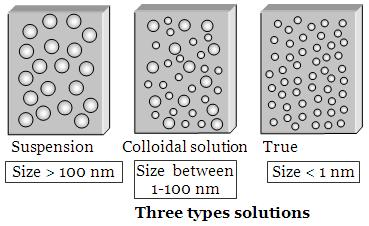 Suspension
Size > 100 nm
Colloidal solution
Size between
1-100 nm
True
Size < 1 nm
Three types solutions